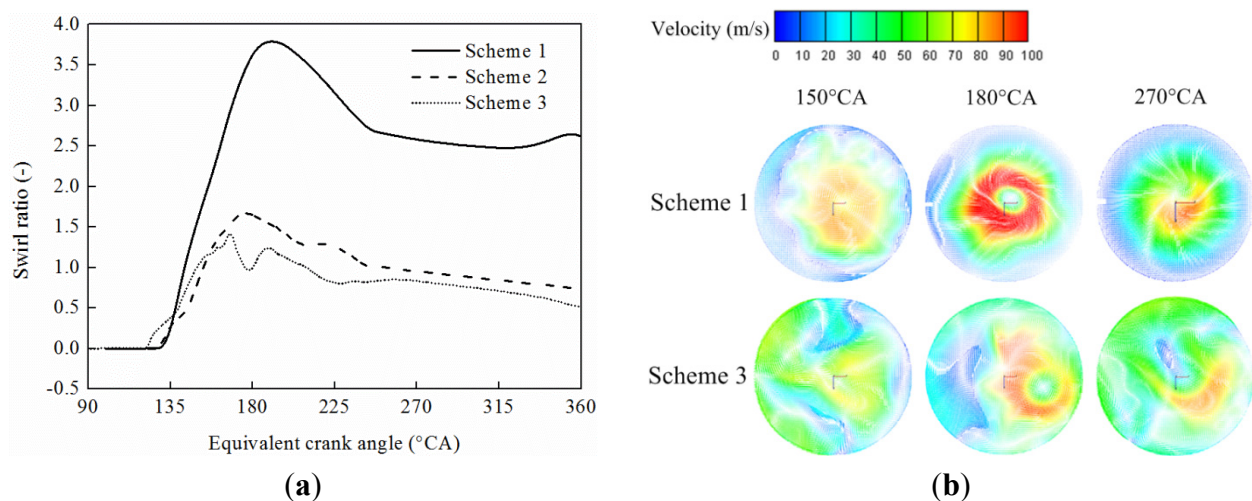 4.0
3.5
3.0
2.5
2.0
1.5
1.0
0.5
0.0
-0.5
Swirl ratio (-)
Scheme 1
Scheme 2
Scheme 3
90 135 180 225 270 315 360
Equivalent crank angle (°CA)
(a)
Velocity (m/s)
0 10 20 30 40 50 60 70 80 90 100
150°CA 180°CA 270°CA
Scheme 1
Scheme 3
(b)